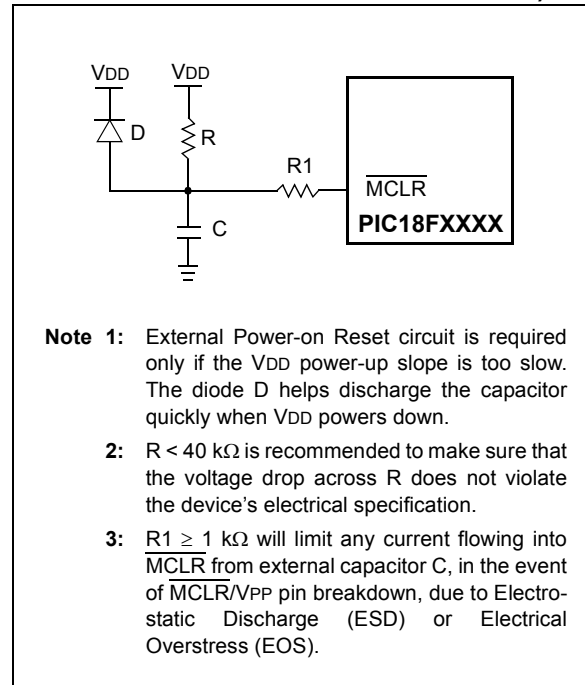 VDD VDD
D R
R1
MCLR
PIC18FXXXX
C
Note 1: External Power-on Reset circuit is required
only if the VDD power-up slope is too slow.
The diode D helps discharge the capacitor
quickly when VDD powers down.
2: R < 40 kΩ is recommended to make sure that
the voltage drop across R does not violate
the device's electrical specification.
3: R1 ≥ 1 kΩ will limit any current flowing into
MCLR from external capacitor C, in the event
of MCLR/VPP pin breakdown, due to Electro-
static Discharge (ESD) or Electrical
Overstress (EOS).